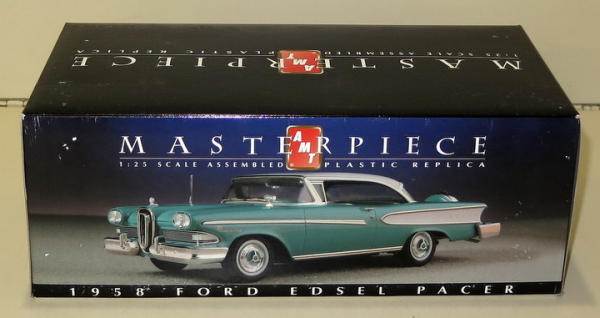 MASTERPIECE
1:25 SCALE ASSEMBLED PLASTIC REPLICA
AMT
MASTERPIECE
1:25 SCALE ASSEMBLED PLASTIC REPLICA
AMT
1958 FORD EDSEL PACER